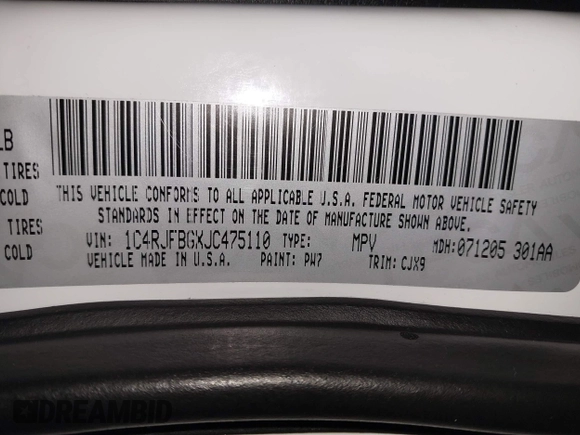 LB
TIRES
COLD
TIRES
COLD
THIS VEHICLE CONFORMS TO ALL APPLICABLE U.S.A. FEDERAL MOTOR VEHICLE SAFETY
STANDARDS IN EFFECT ON THE DATE OF MANUFACTURE SHOWN ABOVE.
VIN: 1C4RJFBGXJC475110 TYPE: MPV MDH:071205 301AA
VEHICLE MADE IN U.S.A. PAINT: PW7 TRIM: CJX9
DREAMBID